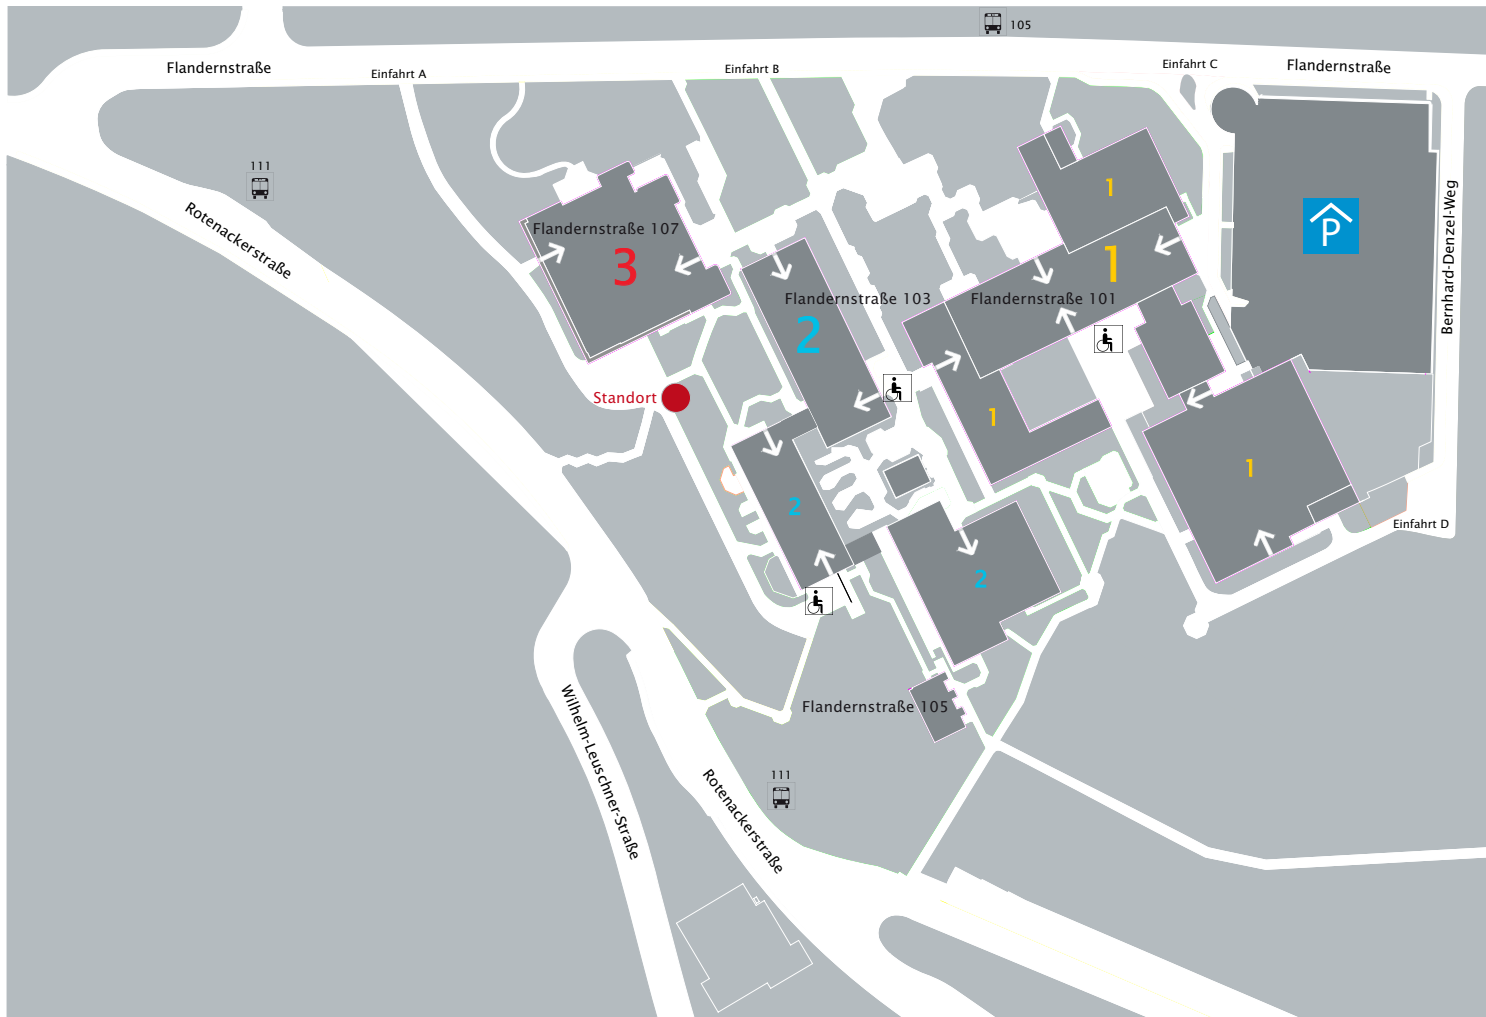 105
Flandernstraße
Einfahrt A
Einfahrt B
Einfahrt C
Flandernstraße
111
Rotenackerstraße
Flandernstraße 107
3
1
1
P
Bernhard-Denzel-Weg
Flandernstraße 103
2
Flandernstraße 101
Standort
1
1
2
Einfahrt D
2
Flandernstraße 105
Wilhelm-Leuschner-Straße
111
Rotenackerstraße